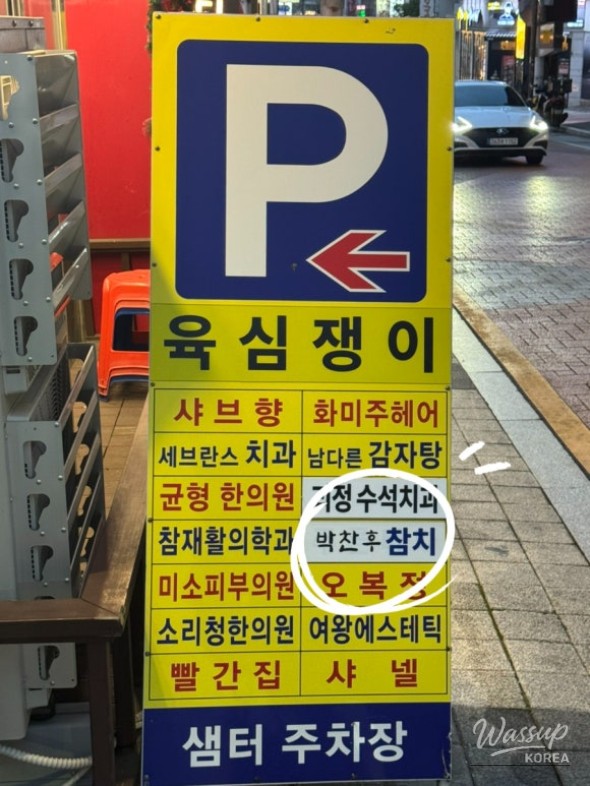 P
육심쟁이
샤브향 화미주헤어
세브란스 치과 남다른 감자탕
균형 한의원 수석치과
참재활의학과 박찬후 참치
미소피부의원 오복정
소리청한의원 여왕에스테틱
빨간집 샤넬
샘터 주차장
Wassup
KOREA